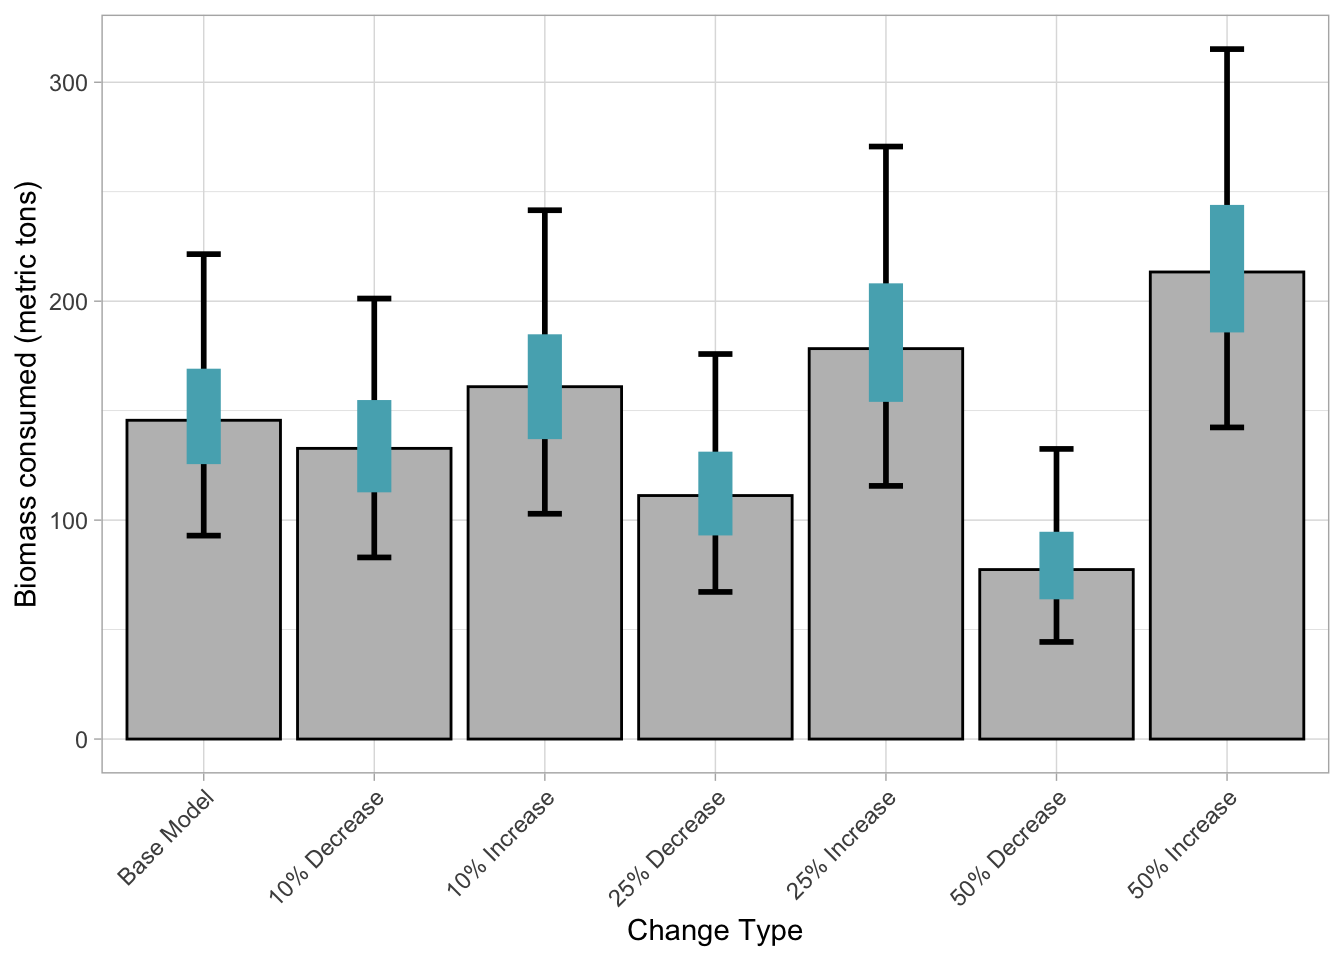 Biomass consumed (metric tons)
300
200
100
0
Base Model
10% Decrease
10% Increase
25% Decrease
25% Increase
50% Decrease
50% Increase
Change Type